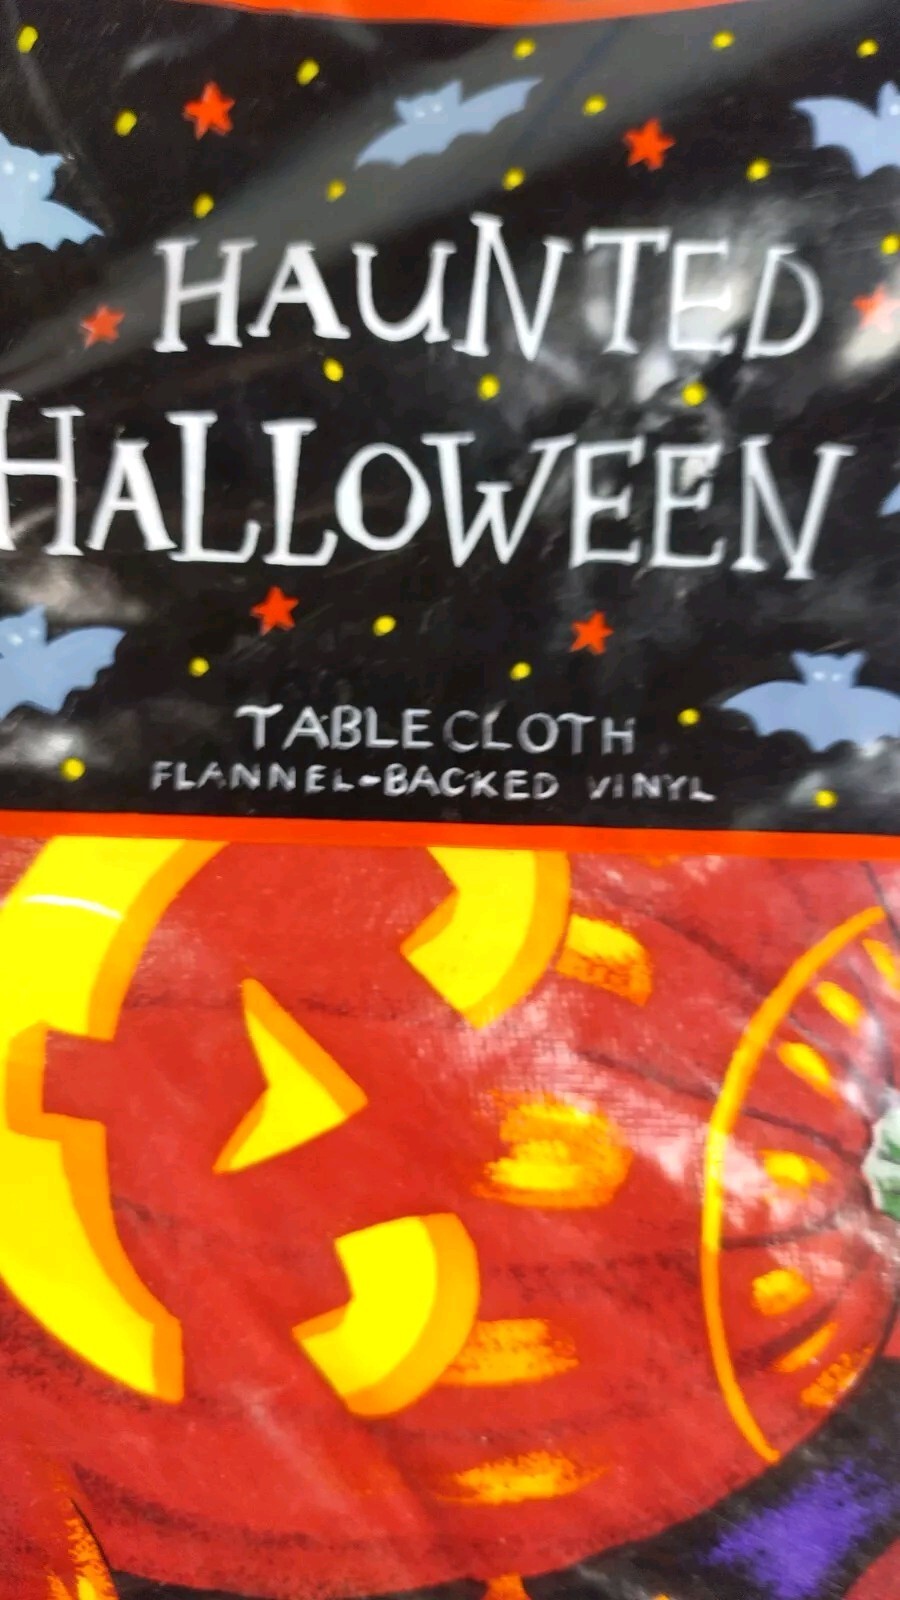 HAUNTED
HALLOWEEN
TABLECLOTH
FLANNEL-BACKED VINYL